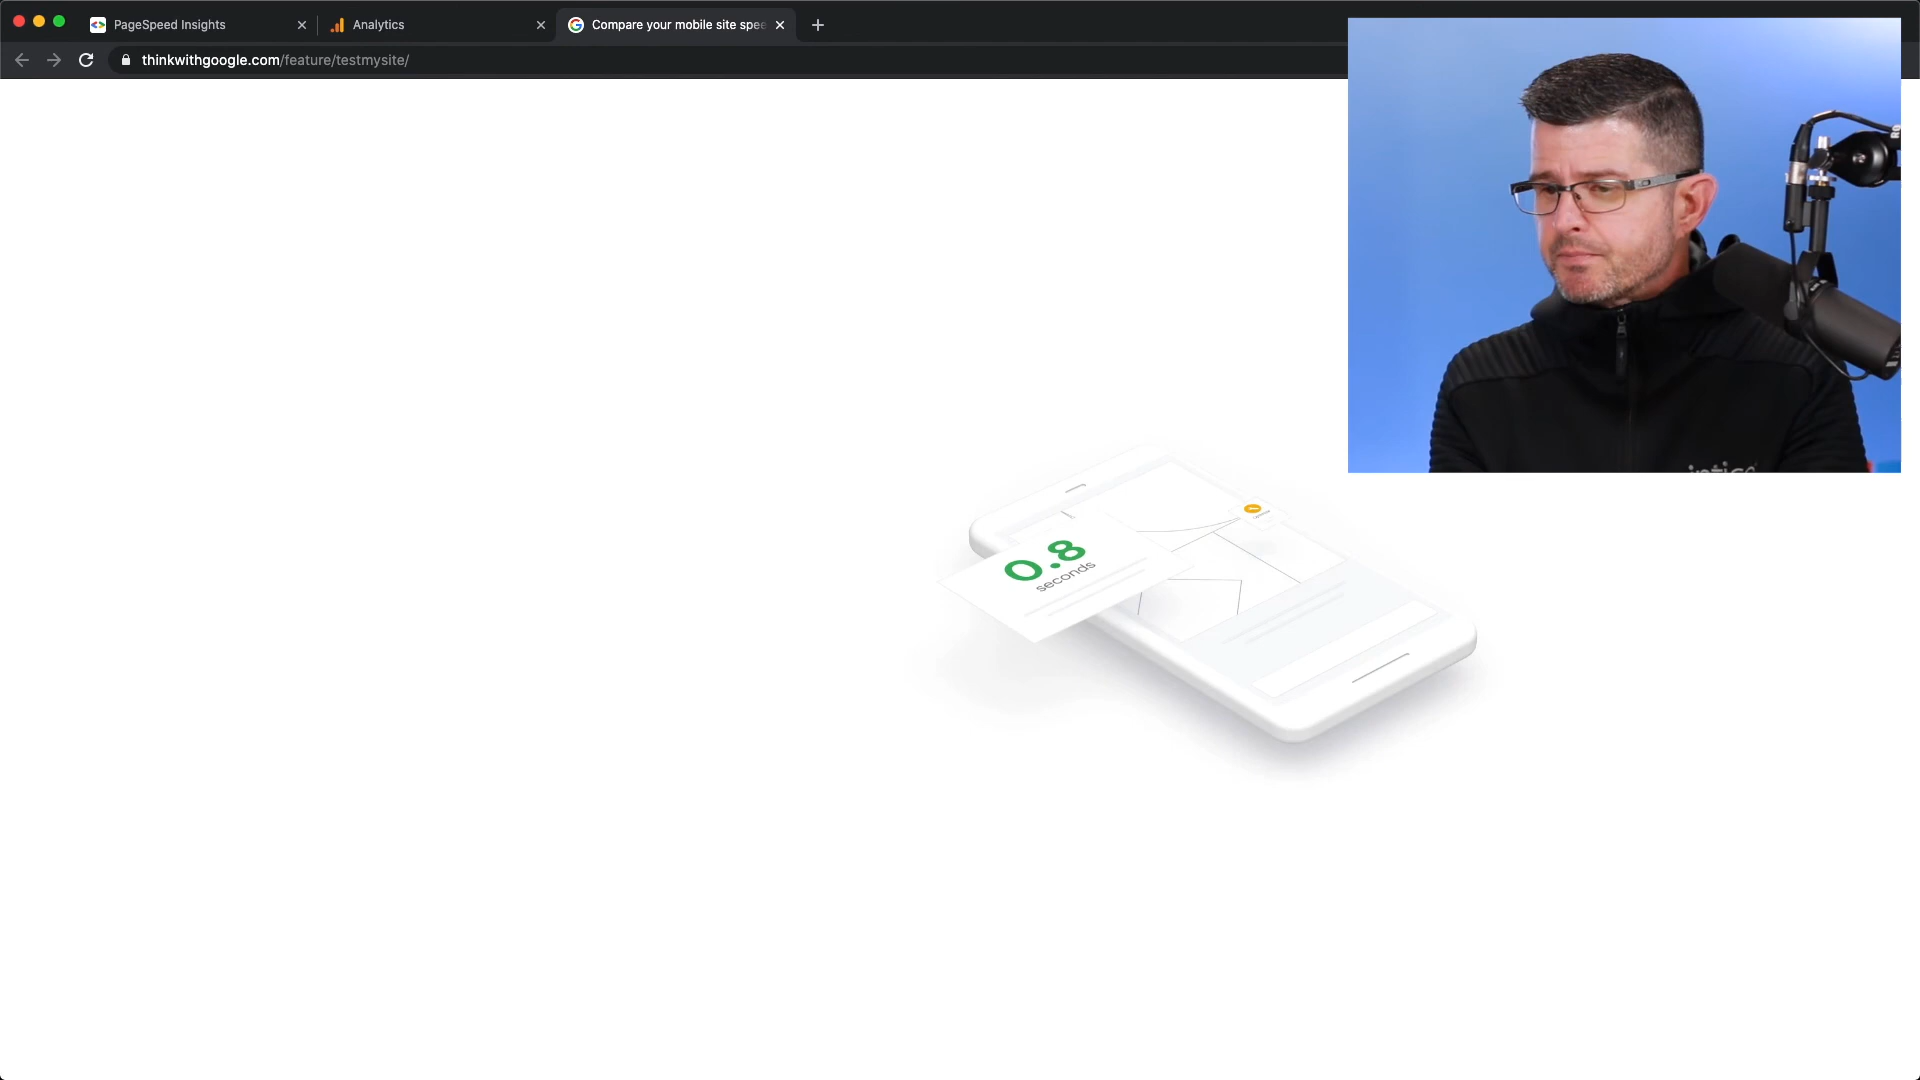 PageSpeed Insights
Analytics
Compare your mobile site spee
thinkwithgoogle.com/feature/testmysite/
0.8
seconds